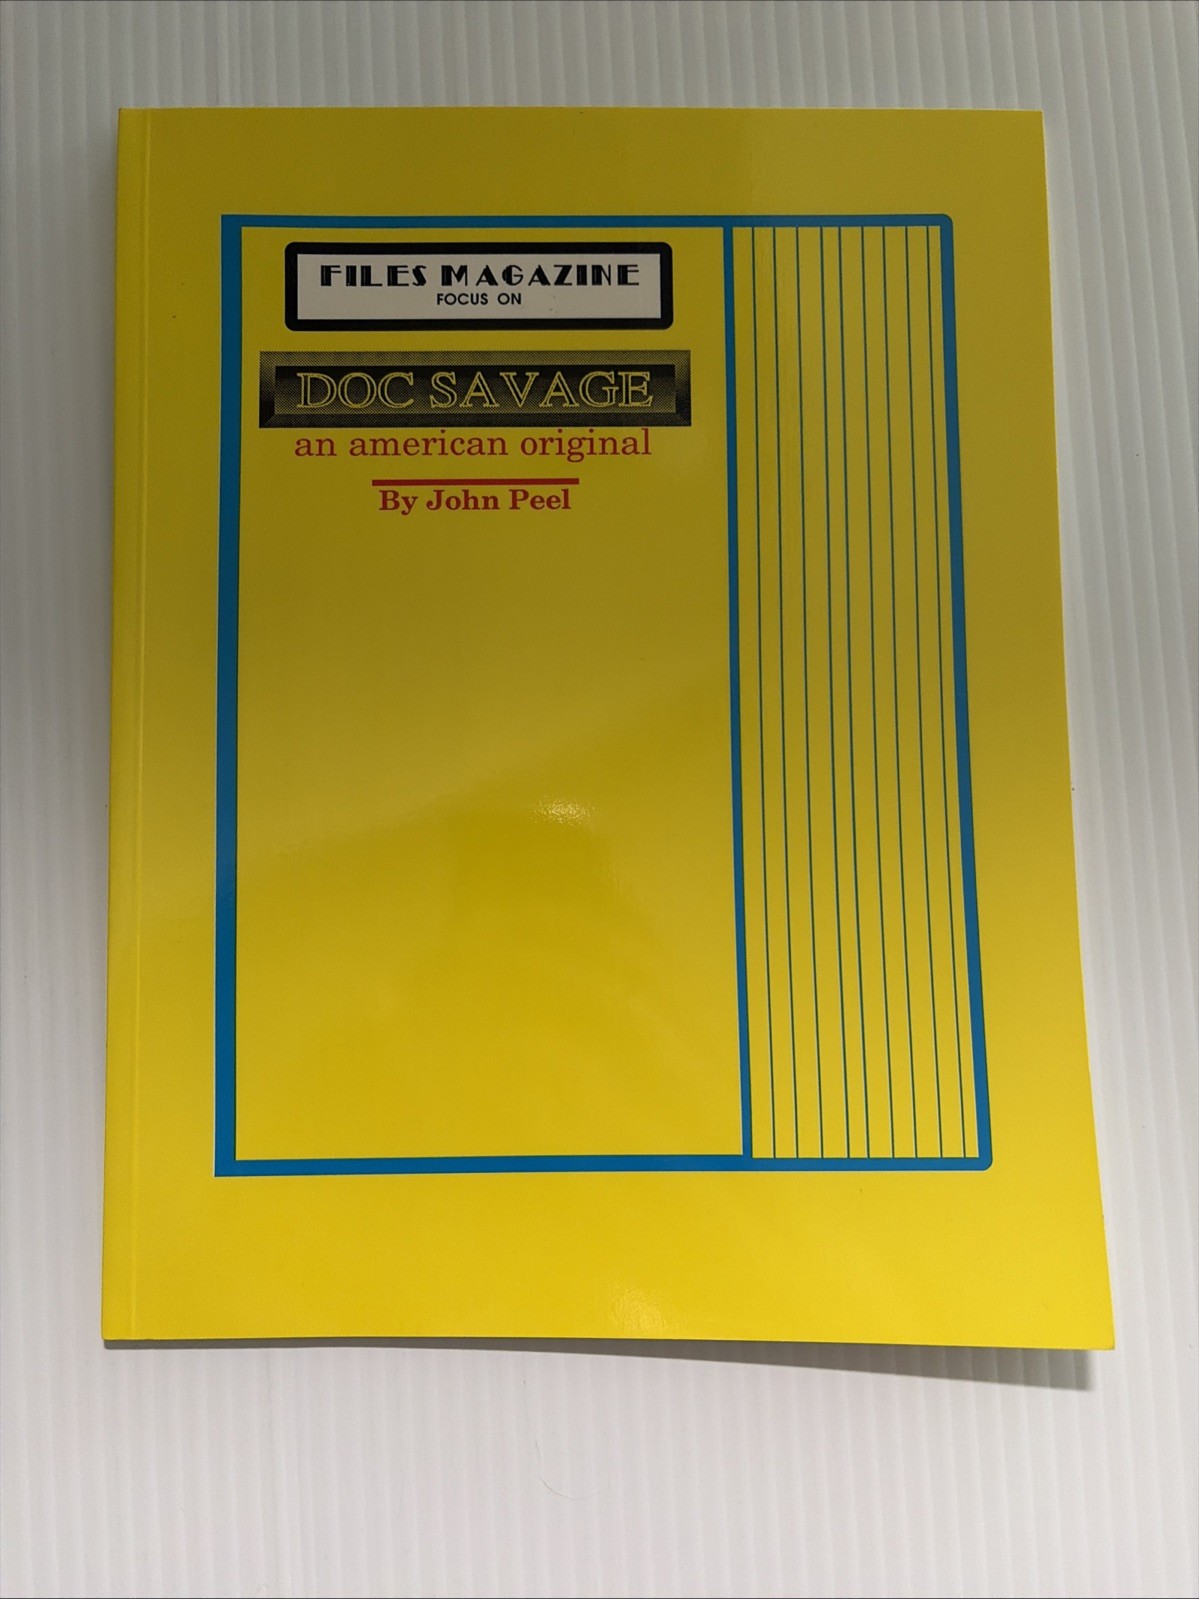 FILES MAGAZINE
FOCUS ON
DOC SAVAGE
an american original
By John Peel